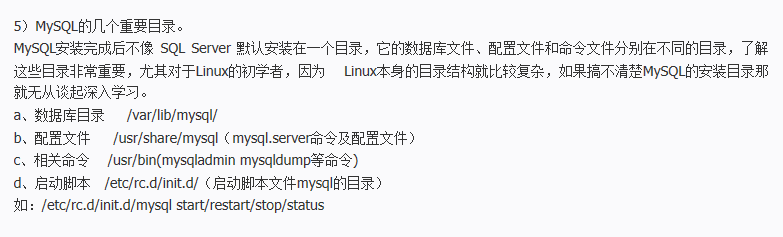 5）MySQL的几个重要目录。
MySQL安装完成后不像 SQL Server 默认安装在一个目录，它的数据库文件、配置文件和命令文件分别在不同的目录，了解
这些目录非常重要，尤其对于Linux的初学者，因为 Linux本身的目录结构就比较复杂，如果搞不清楚MySQL的安装目录那
就无从谈起深入学习。
a、数据库目录 /var/lib/mysql/
b、配置文件 /usr/share/mysql（mysql.server命令及配置文件）
c、相关命令 /usr/bin(mysqladmin mysqldump等命令)
d、启动脚本 /etc/rc.d/init.d/（启动脚本文件mysql的目录）
如：/etc/rc.d/init.d/mysql start/restart/stop/status